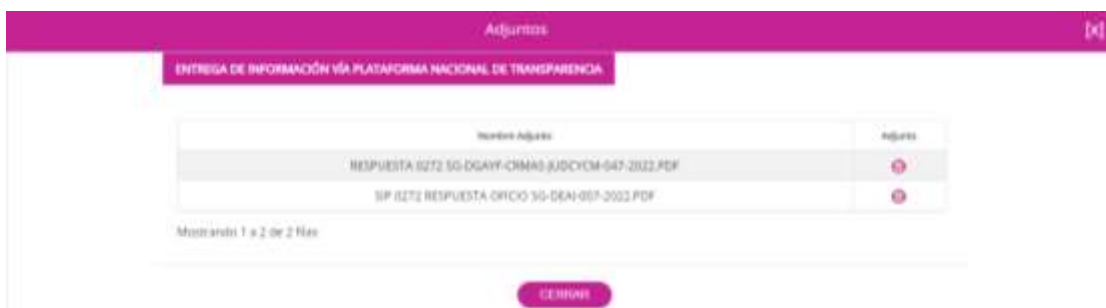 Adjuntos [x]
ENTREGA DE INFORMACIÓN VÍA PLATAFORMA NACIONAL DE TRANSPARENCIA
Nombre Adjunto Adjunto
RESPUESTA 0272 SG-DGAYF-CRMAS-JUDCYCM-047-2022.PDF
SIP 0272 RESPUESTA OFICIO SG-DEAI-007-2022.PDF
Mostrando 1 a 2 de 2 filas
CERRAR